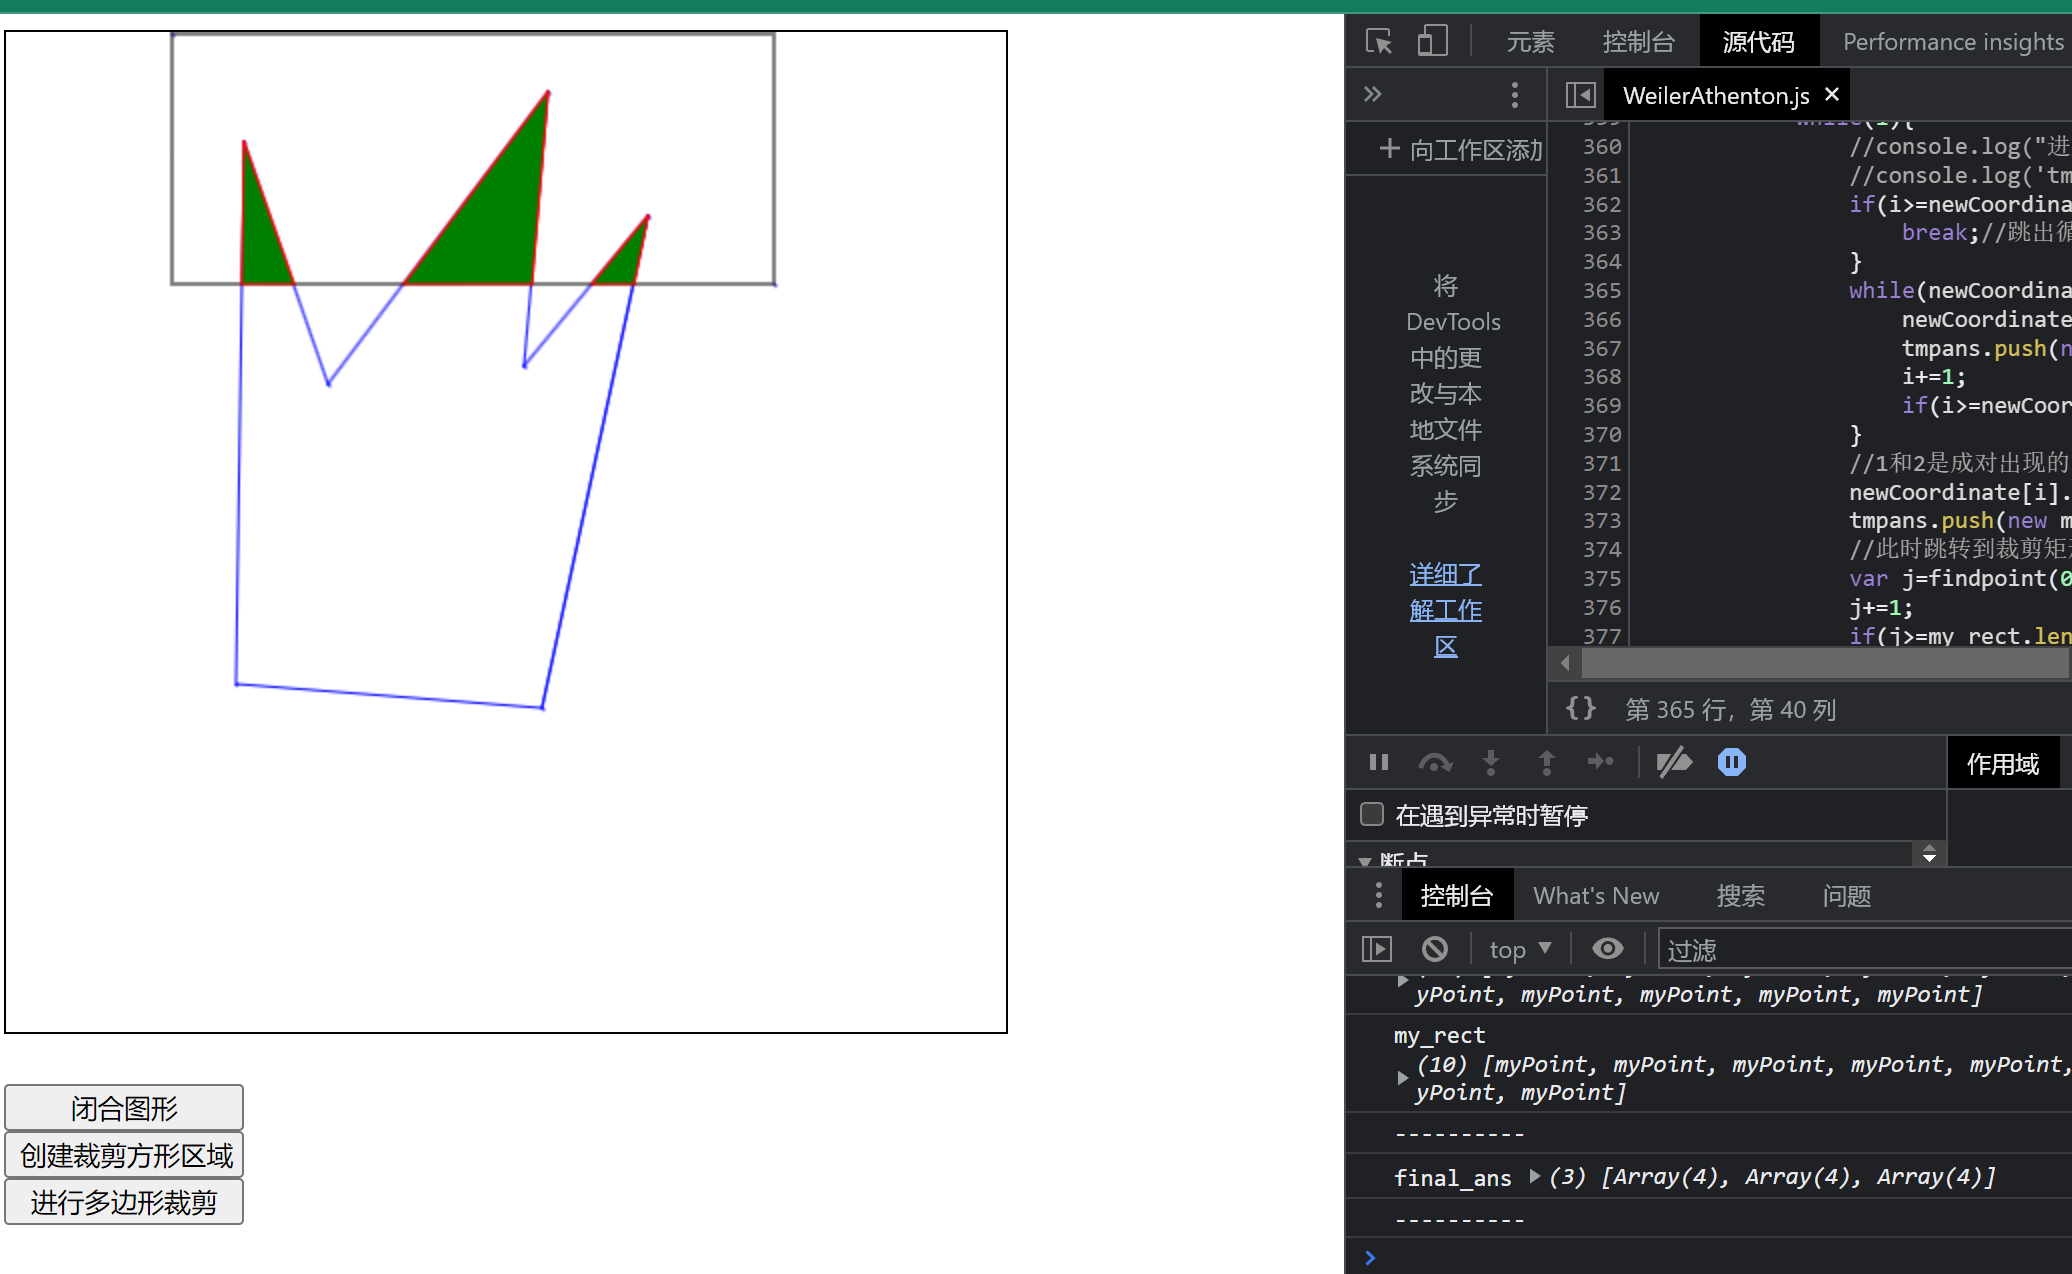 元素 控制台 源代码 Performance insights
WeilerAthenton.js ×
向工作区添加
将
DevTools
中的更
改与本
地文件
系统同
步
详细了
解工作
区
360 //console.log("进
361 //console.log('tm
362 if(i>=newCoordina
363 break;//跳出循
364 }
365 while(newCoordina
366 newCoordinate
367 tmpans.push(n
368 i+=1;
369 if(i>=newCoor
370 }
371 //1和2是成对出现的
372 newCoordinate[i].
373 tmpans.push(new m
374 //此时跳转到裁剪矩形
375 var j=findpoint(0
376 j+=1;
377 if(j>=my_rect.len
{} 第 365 行，第 40 列
作用域
在遇到异常时暂停
断点
控制台 What's New 搜索 问题
top 过滤
yPoint, myPoint, myPoint, myPoint, myPoint]
my_rect
(10) [myPoint, myPoint, myPoint, myPoint, myPoint,
yPoint, myPoint]
----------
final_ans (3) [Array(4), Array(4), Array(4)]
----------
闭合图形
创建裁剪方形区域
进行多边形裁剪